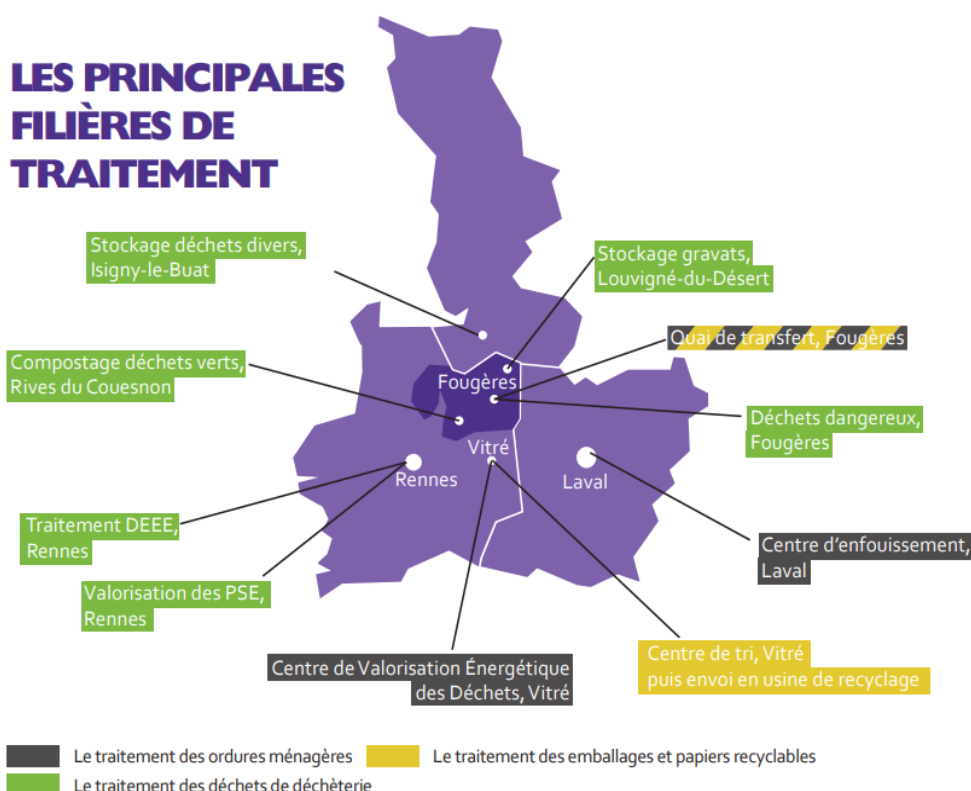 LES PRINCIPALES
FILIÈRES DE
TRAITEMENT
Stockage déchets divers,
Isigny-le-Buat
Stockage gravats,
Louvigné-du-Désert
Quai de transfert, Fougères
Compostage déchets verts,
Rives du Couesnon
Fougères
Déchets dangereux,
Fougères
Vitré
Rennes
Laval
Traitement DEEE,
Rennes
Centre d'enfouissement,
Laval
Valorisation des PSE,
Rennes
Centre de Valorisation Énergétique
des Déchets, Vitré
Centre de tri, Vitré
puis envoi en usine de recyclage
Le traitement des ordures ménagères
Le traitement des emballages et papiers recyclables
Le traitement des déchets de déchèterie